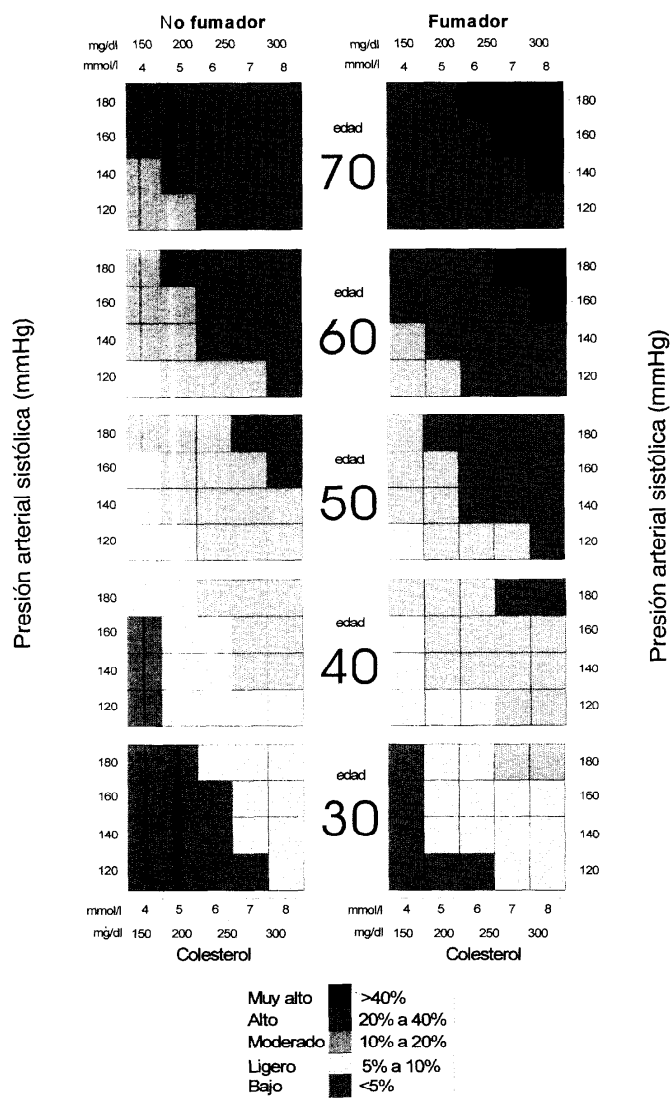 No fumador Fumador
mg/dl 150 200 250 300 150 200 250 300 mg/dl
mmol/l 4 5 6 7 8 4 5 6 7 8 mmol/l
180 180
160 edad 160
140 70 140
120 120
180 180
160 edad 160
140 60 140
120 120
180 180
160 edad 160
140 50 140
120 120
180 180
160 edad 160
140 40 140
120 120
180 180
160 edad 160
140 30 140
120 120
Presión arterial sistólica (mmHg)
Presión arterial sistólica (mmHg)
mmol/l 4 5 6 7 8 4 5 6 7 8 mmol/l
mg/dl 150 200 250 300 150 200 250 300 mg/dl
Colesterol Colesterol
Muy alto >40%
Alto 20% a 40%
Moderado 10% a 20%
Ligero 5% a 10%
Bajo <5%